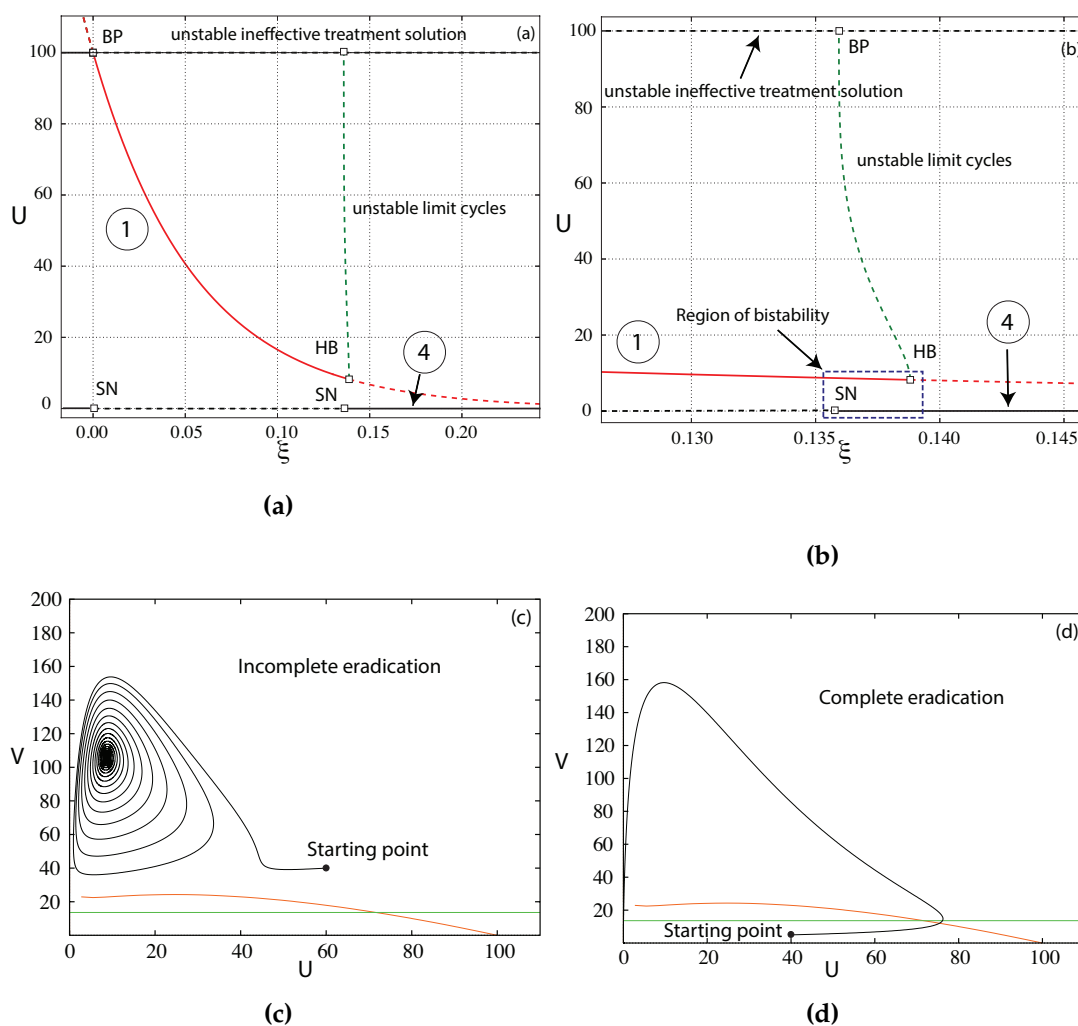 (a)
BP
unstable ineffective treatment solution
100
80
60
40
20
0
U
1
unstable limit cycles
HB
4
SN
SN
0.00
0.05
0.10
0.15
0.20
ξ
(a)
(b)
100
80
60
40
20
0
U
BP
unstable ineffective treatment solution
unstable limit cycles
Region of bistability
1
4
HB
SN
0.130
0.135
0.140
0.145
ξ
(b)
(c)
200
180
160
140
120
100
80
60
40
20
0
V
Incomplete eradication
Starting point
0
20
40
60
80
100
U
(c)
(d)
200
180
160
140
120
100
80
60
40
20
0
V
Complete eradication
Starting point
0
20
40
60
80
100
U
(d)